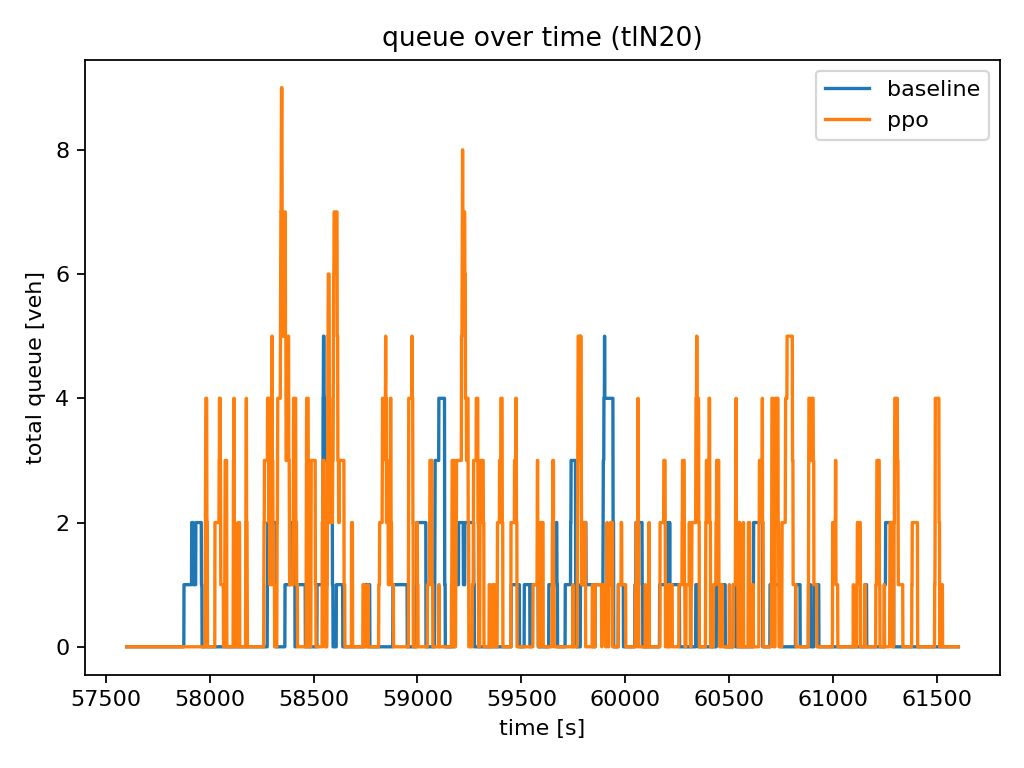 queue over time (tlN20)
baseline
ppo
total queue [veh]
8
6
4
2
0
57500 58000 58500 59000 59500 60000 60500 61000 61500
time [s]